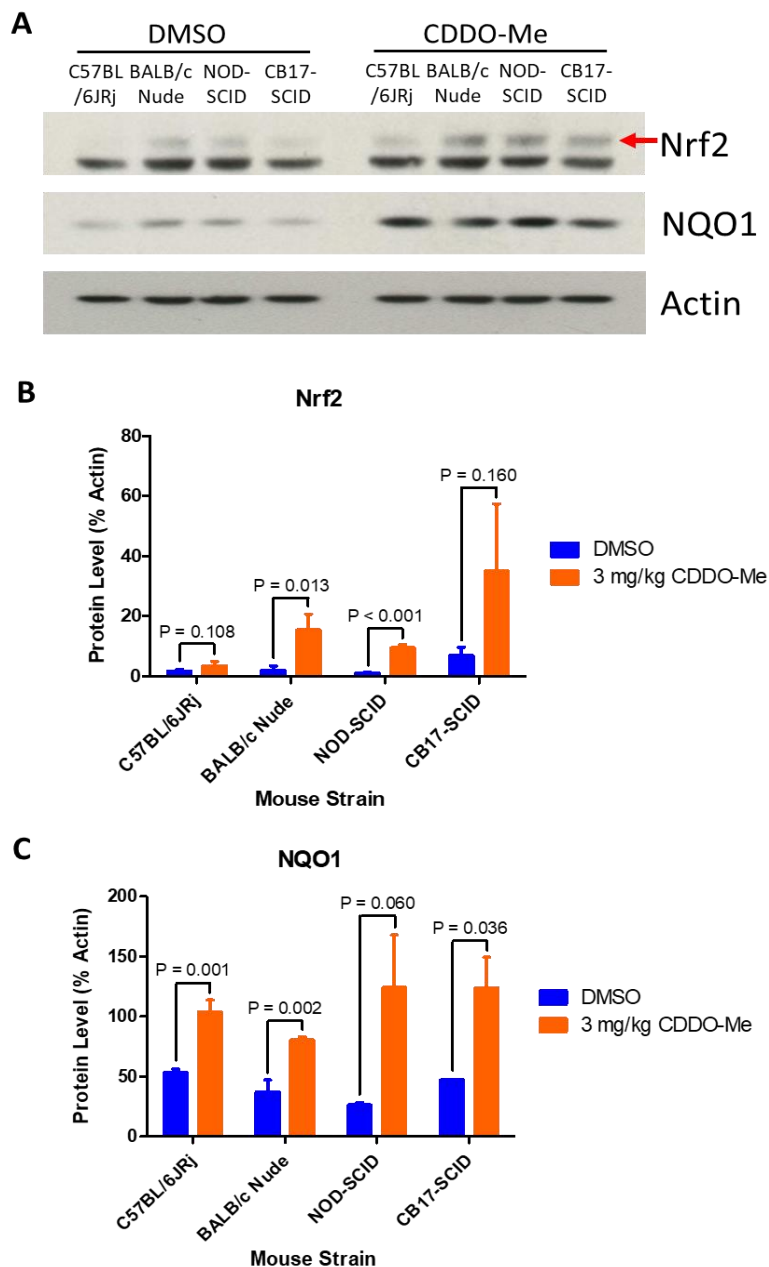 A
DMSO
CDDO-Me
C57BL
/6JRj
BALB/c
Nude
NOD-
SCID
CB17-
SCID
C57BL
/6JRj
BALB/c
Nude
NOD-
SCID
CB17-
SCID
Nrf2
NQO1
Actin
B
Nrf2
Protein Level (% Actin)
80
60
40
20
0
P = 0.108
P = 0.013
P < 0.001
P = 0.160
DMSO
3 mg/kg CDDO-Me
C57BL/6JRj
BALB/c Nude
NOD-SCID
CB17-SCID
Mouse Strain
C
NQO1
Protein Level (% Actin)
200
150
100
50
0
P = 0.001
P = 0.002
P = 0.060
P = 0.036
DMSO
3 mg/kg CDDO-Me
C57BL/6JRj
BALB/c Nude
NOD-SCID
CB17-SCID
Mouse Strain